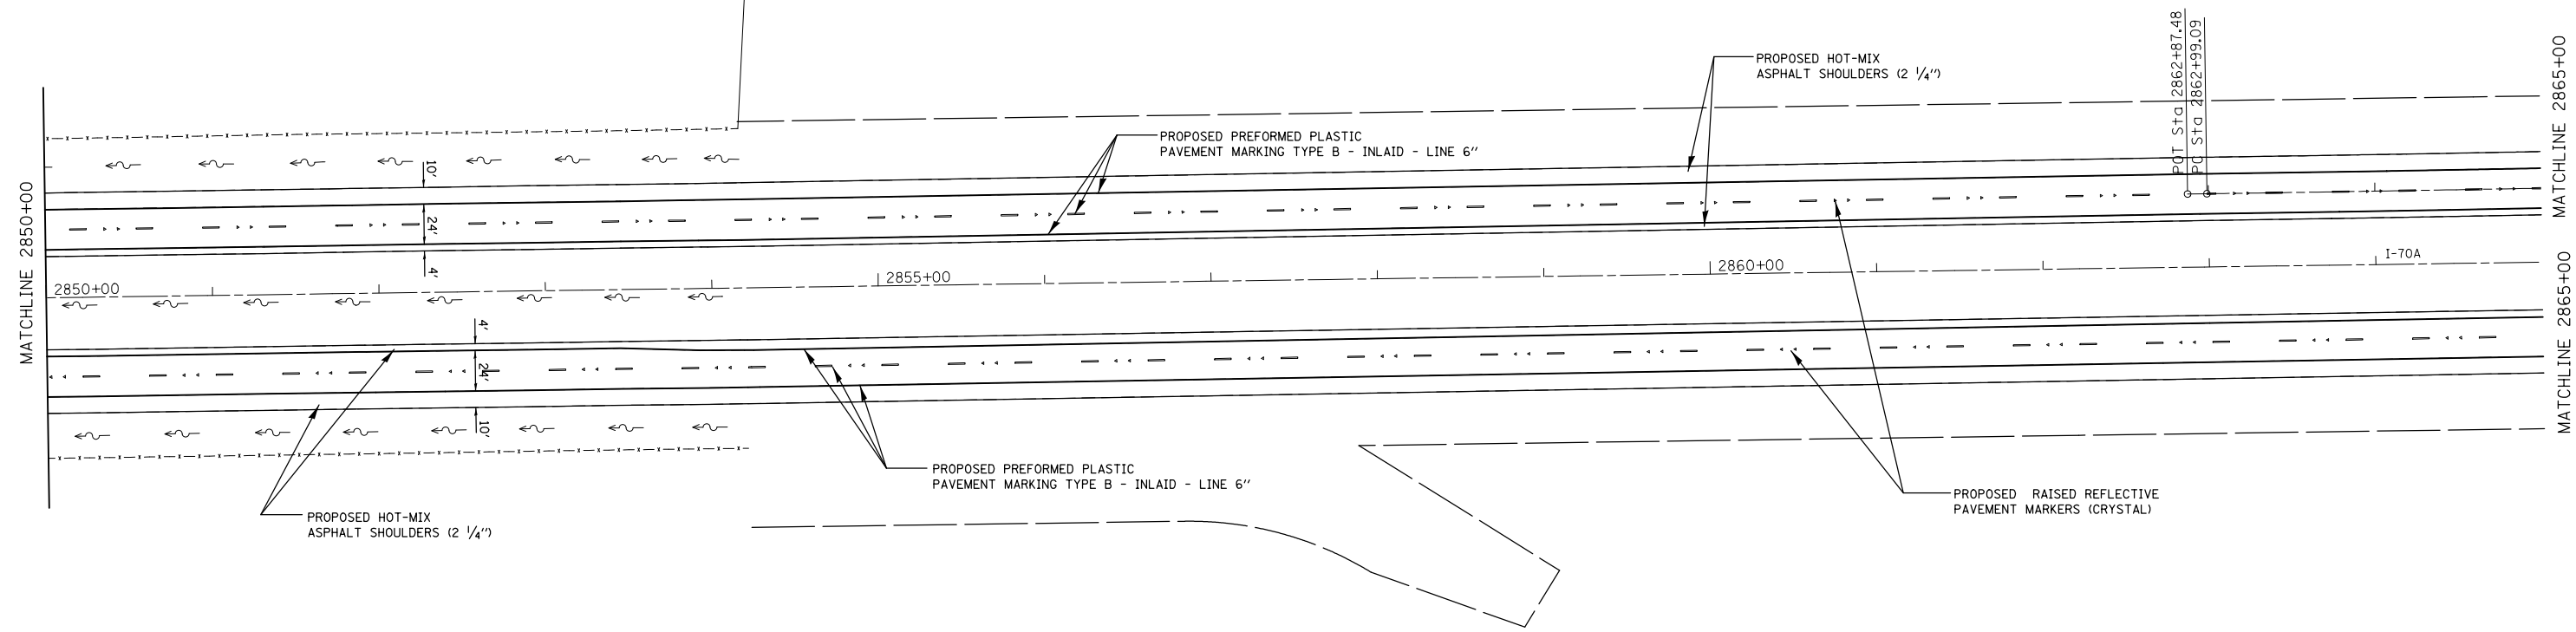 MATCHLINE 2850+00
10'
24'
4'
2850+00
2855+00
2860+00
I-70A
4'
24'
10'
PROPOSED HOT-MIX
ASPHALT SHOULDERS (2 1/4")
PROPOSED PREFORMED PLASTIC
PAVEMENT MARKING TYPE B - INLAID - LINE 6"
POT Sta 2862+87.48
PC Sta 2862+99.09
MATCHLINE 2865+00
MATCHLINE 2865+00
PROPOSED PREFORMED PLASTIC
PAVEMENT MARKING TYPE B - INLAID - LINE 6"
PROPOSED RAISED REFLECTIVE
PAVEMENT MARKERS (CRYSTAL)
PROPOSED HOT-MIX
ASPHALT SHOULDERS (2 1/4")